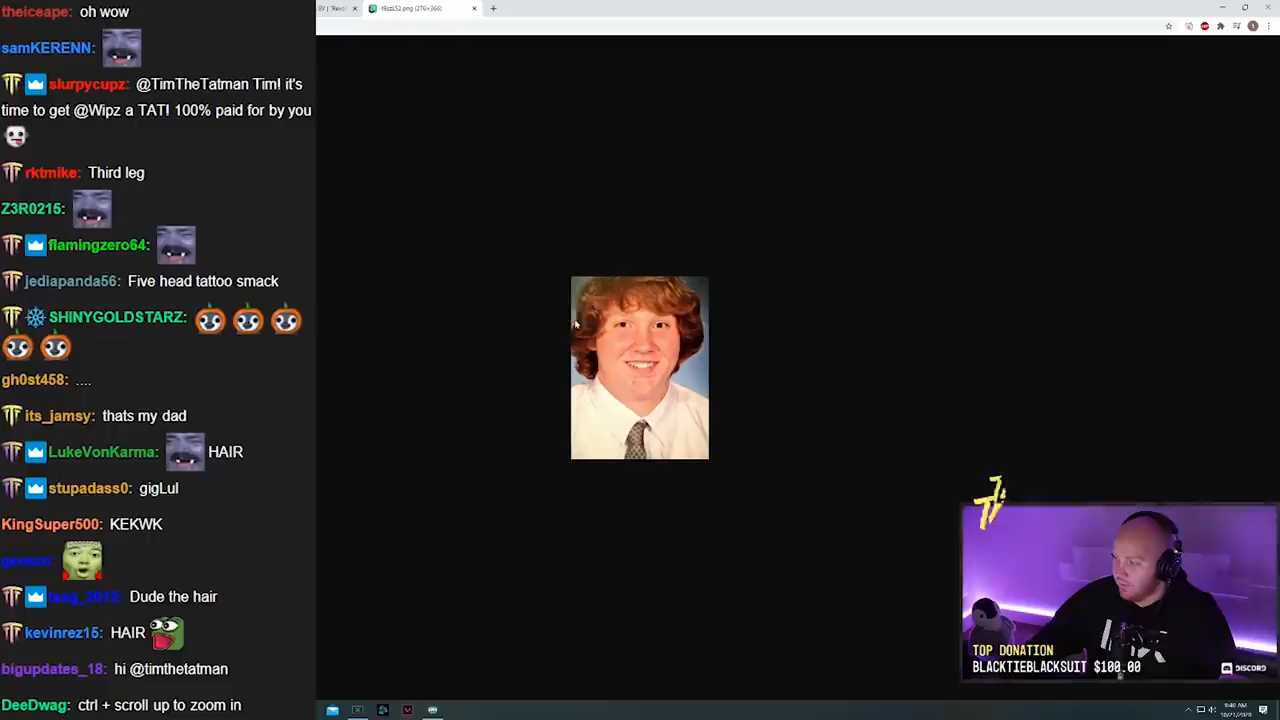 theiceape: oh wow
samKERENN:
slurpycupz: @TimTheTatman Tim! it's
time to get @Wipz a TAT! 100% paid for by you
rktmike: Third leg
Z3R0215:
flamingzero64:
jediapanda56: Five head tattoo smack
SHINYGOLDSTARZ:
gh0st458: ....
its_jamsy: thats my dad
LukeVonKarma: HAIR
stupadass0: gigLul
KingSuper500: KEKWK
Dude the hair
kevinrez15: HAIR
bigupdates_18: hi @timthetatman
DeeDwag: ctrl + scroll up to zoom in
TOP DONATION
BLACKTIEBLACKSUIT $100.00
DISCORD